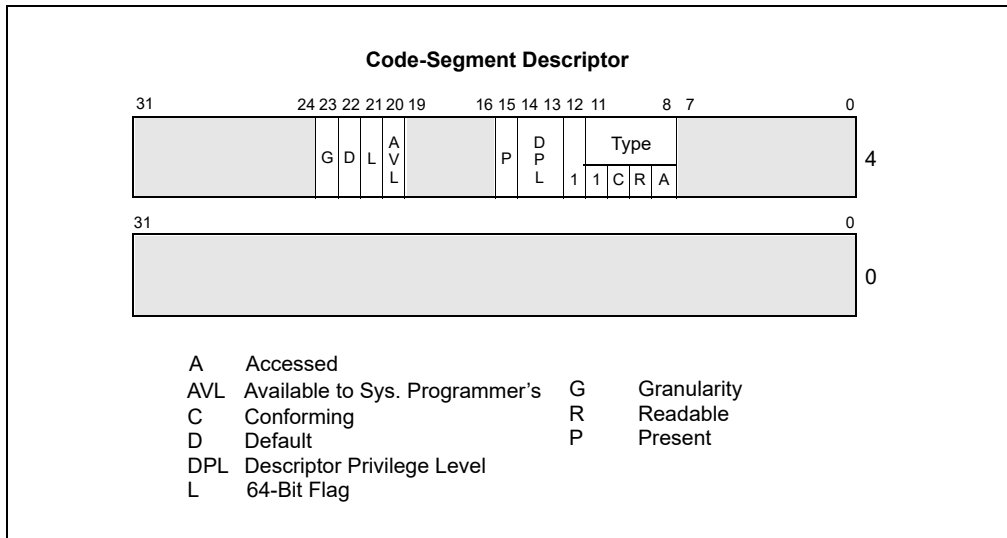 Code-Segment Descriptor
31 24 23 22 21 20 19 16 15 14 13 12 11 8 7 0
G D L AVL P DPL 1 Type 4
1 C R A
31 0
0
A Accessed
AVL Available to Sys. Programmer's G Granularity
C Conforming R Readable
D Default P Present
DPL Descriptor Privilege Level
L 64-Bit Flag